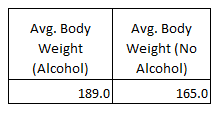 Avg. Body
Weight
(Alcohol)
Avg. Body
Weight (No
Alcohol)
189.0
165.0